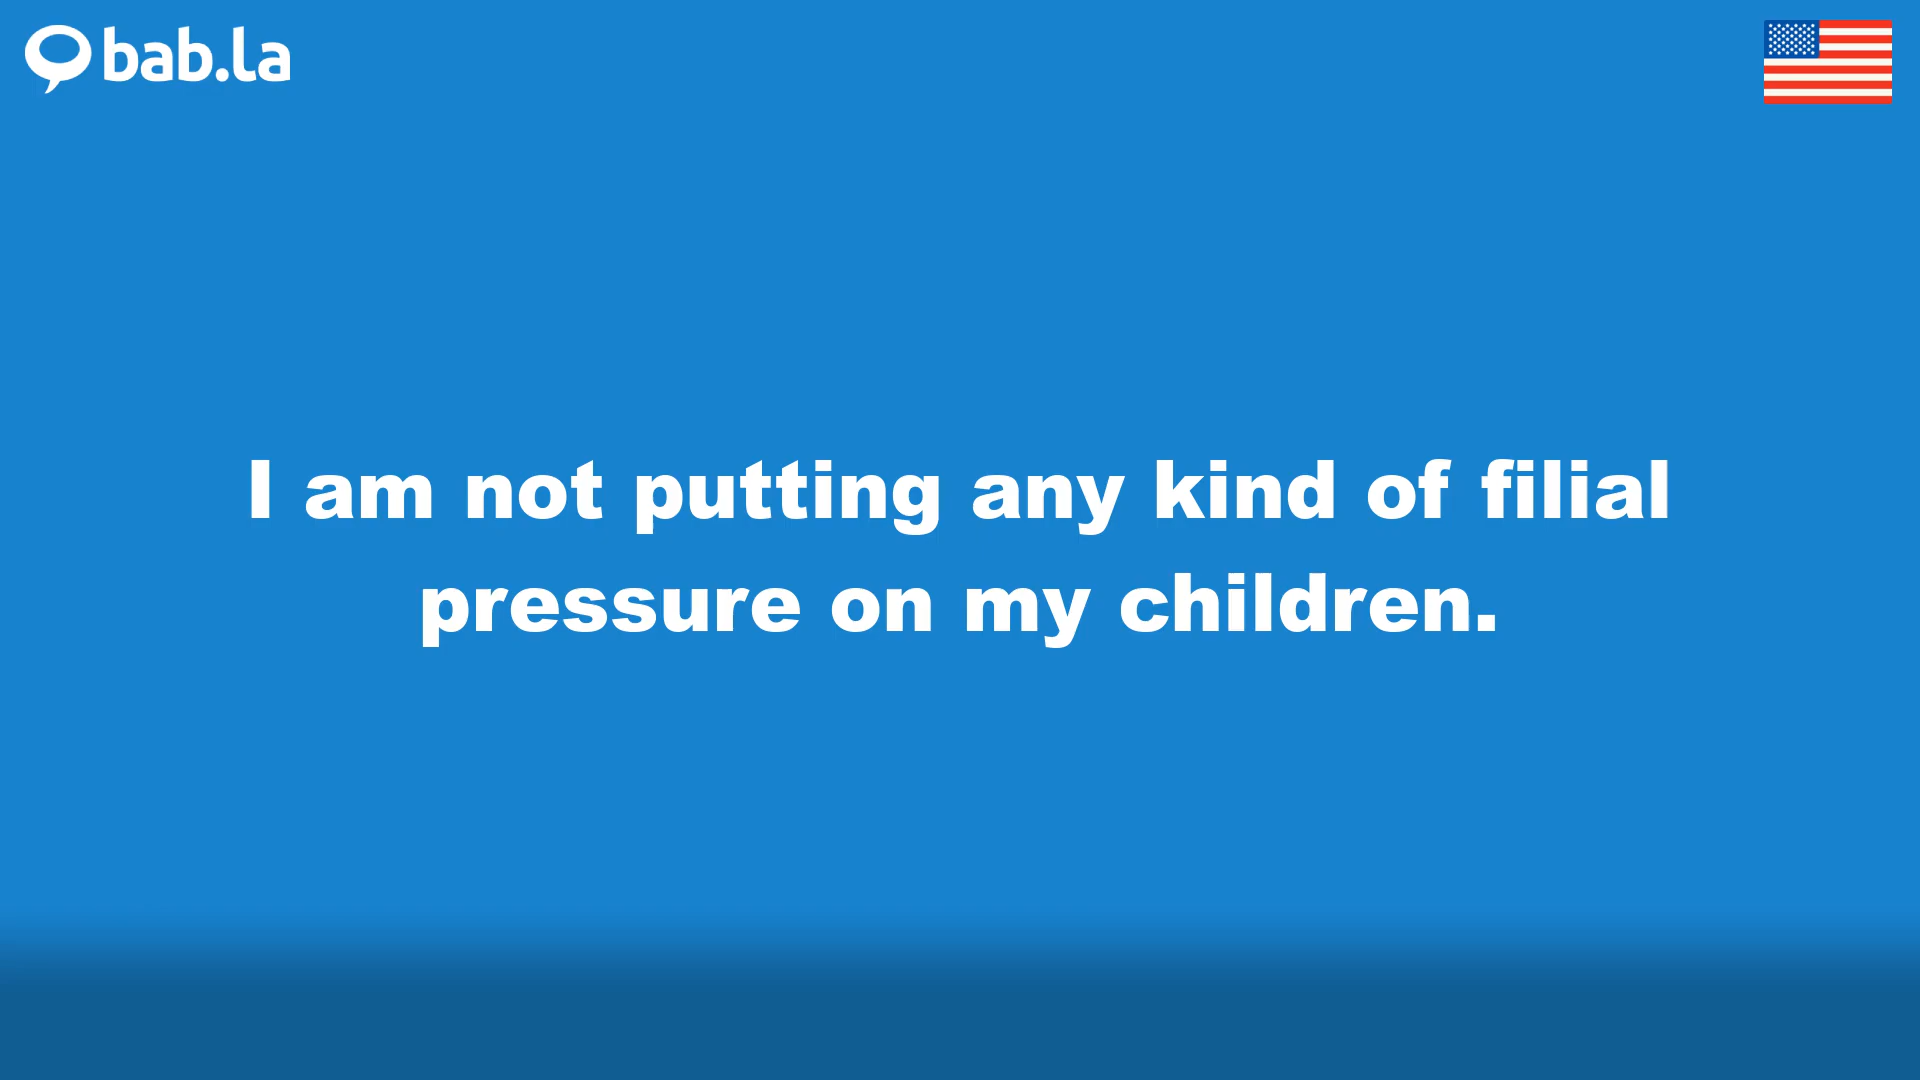 bab.la
I am not putting any kind of filial
pressure on my children.